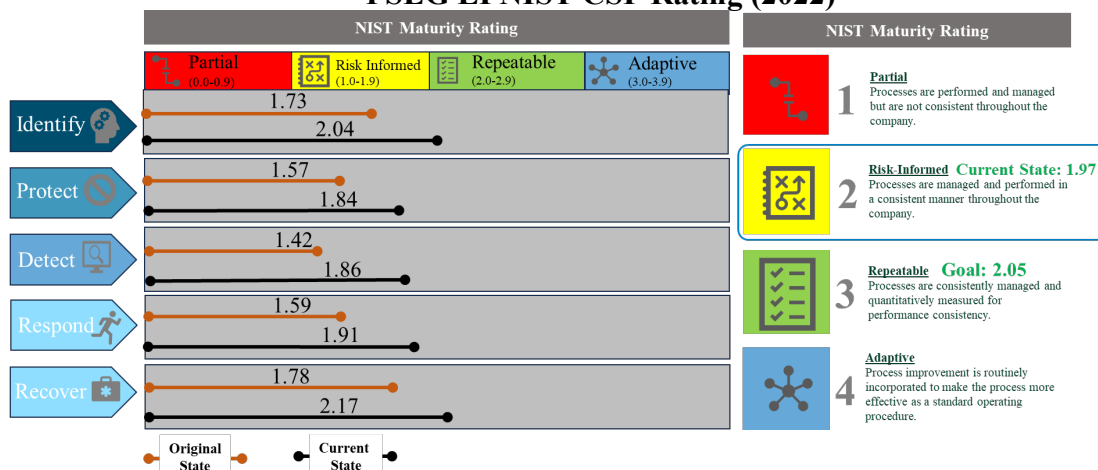 PSEG-LI NIST CSF Rating (2022)
NIST Maturity Rating
Partial
(0.0-0.9)
Risk Informed
(1.0-1.9)
Repeatable
(2.0-2.9)
Adaptive
(3.0-3.9)
Identify
1.73
2.04
Protect
1.57
1.84
Detect
1.42
1.86
Respond
1.59
1.91
Recover
1.78
2.17
Original
State
Current
State
NIST Maturity Rating
1
Partial
Processes are performed and managed
but are not consistent throughout the
company.
2
Risk-Informed Current State: 1.97
Processes are managed and performed in
a consistent manner throughout the
company.
3
Repeatable Goal: 2.05
Processes are consistently managed and
quantitatively measured for
performance consistency.
4
Adaptive
Process improvement is routinely
incorporated to make the process more
effective as a standard operating
procedure.